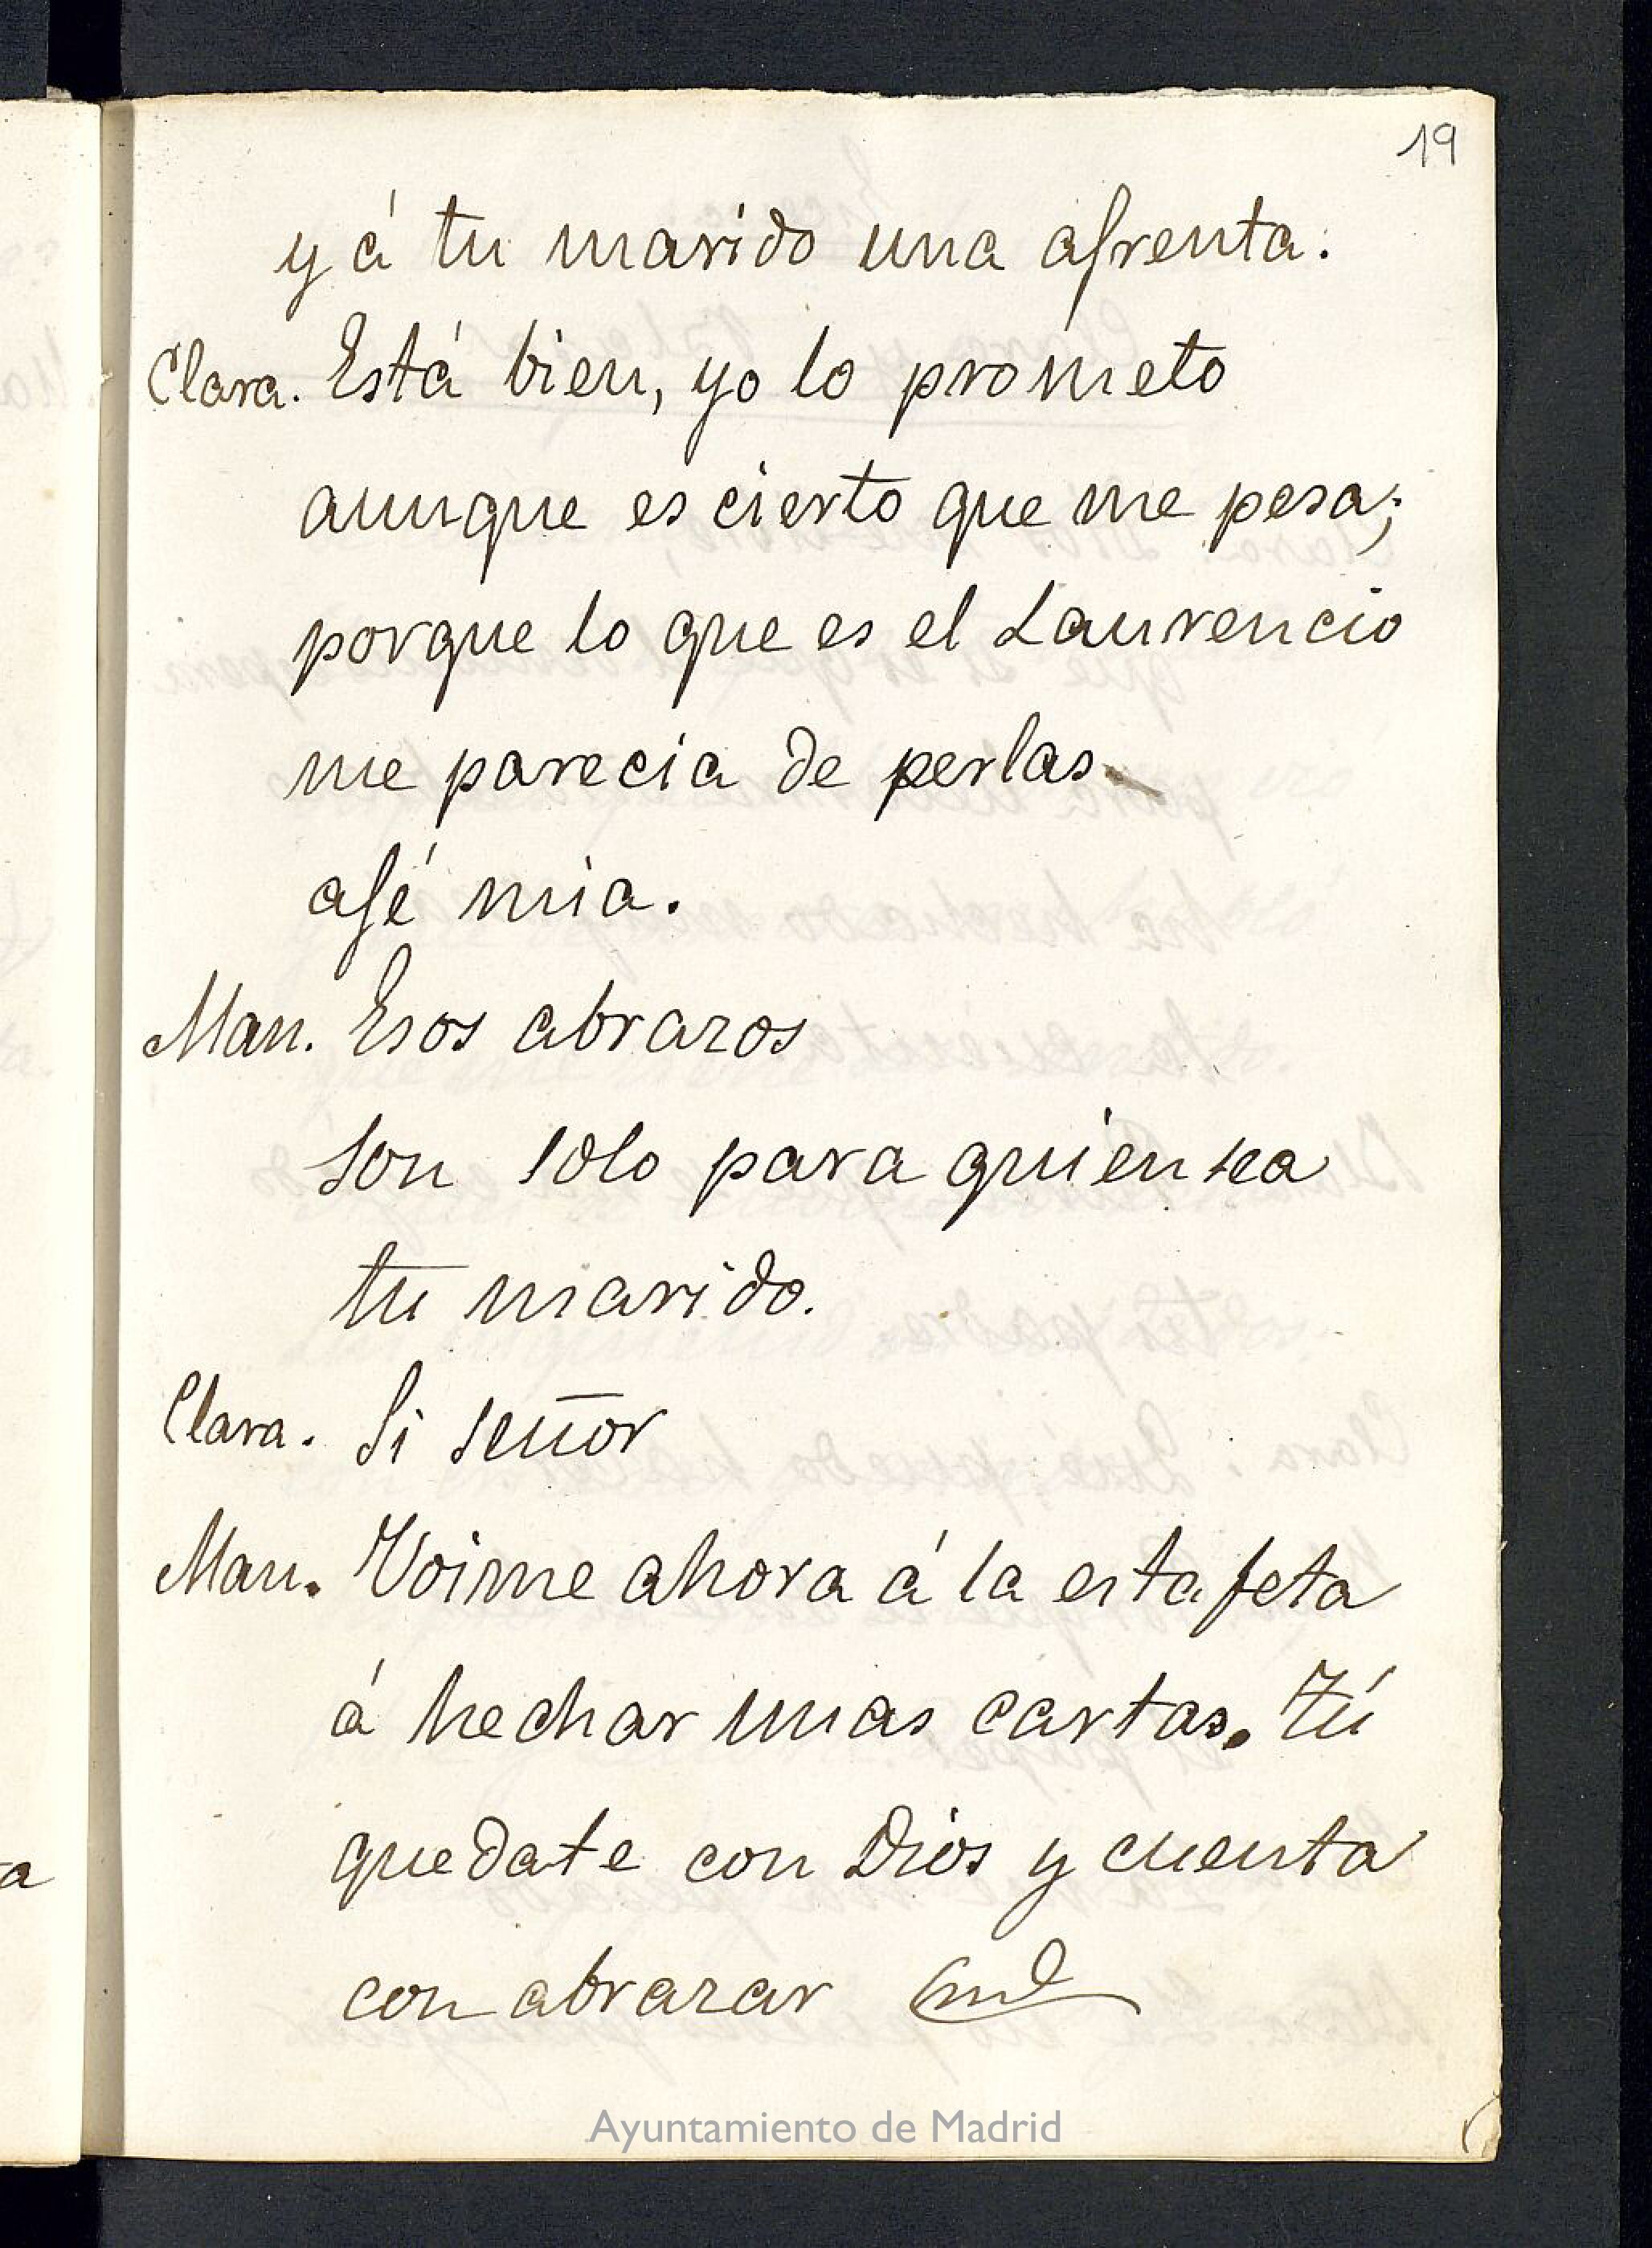 19
y á tu marido una afrenta.
Clara. Está bien, yo lo prometo
aunque es cierto que me pesa;
porque lo que es el Laurencio
me parecia de perlas
afé mia.
Man. Esos abrazos
son solo para quien sea
tu marido.
Clara. Si señor
Man. Voime ahora á la estafeta
á hechar unas cartas. Tú
quedate con Dios y cuenta
con abrazar
Ayuntamiento de Madrid